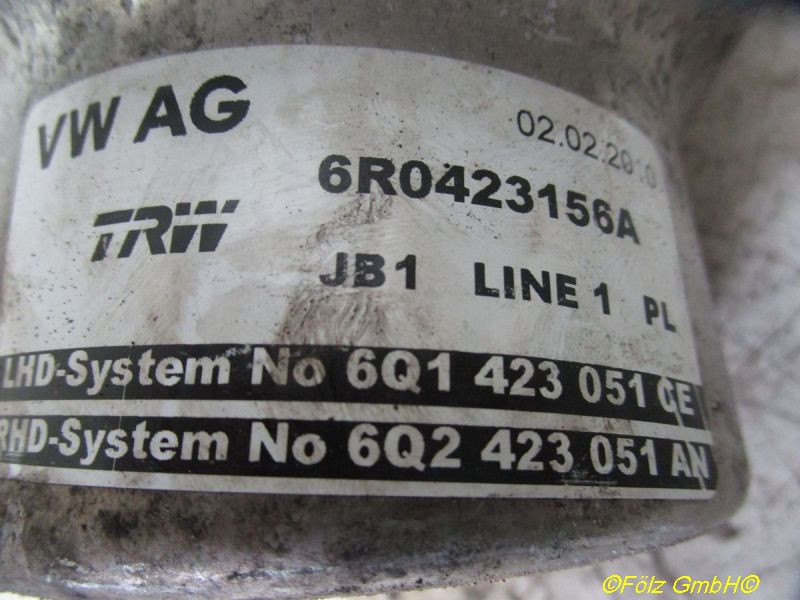 VW AG
02.02.2010
6R0423156A
TRW
JB1 LINE 1 PL
LHD-System No 6Q1 423 051 CE
RHD-System No 6Q2 423 051 AN
©Fölz GmbH©